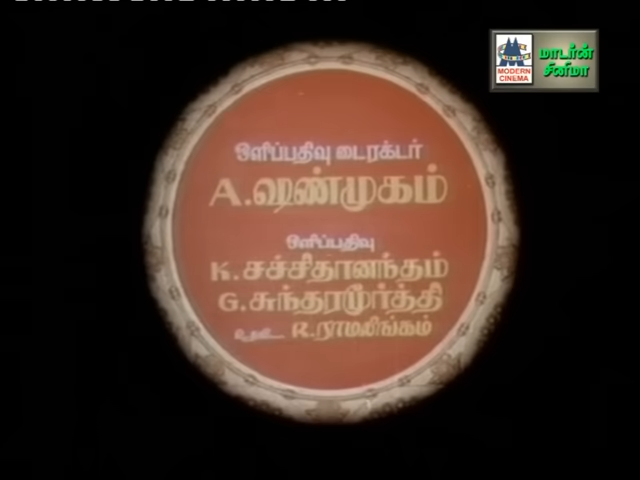 MODERN
CINEMA
மாடர்ன்
சினிமா
ஒளிப்பதிவு டைரக்டர்
A.ஷண்முகம்
ஒளிப்பதிவு
K.சச்சிதானந்தம்
G.சுந்தரமூர்த்தி
R.ராமலிங்கம்